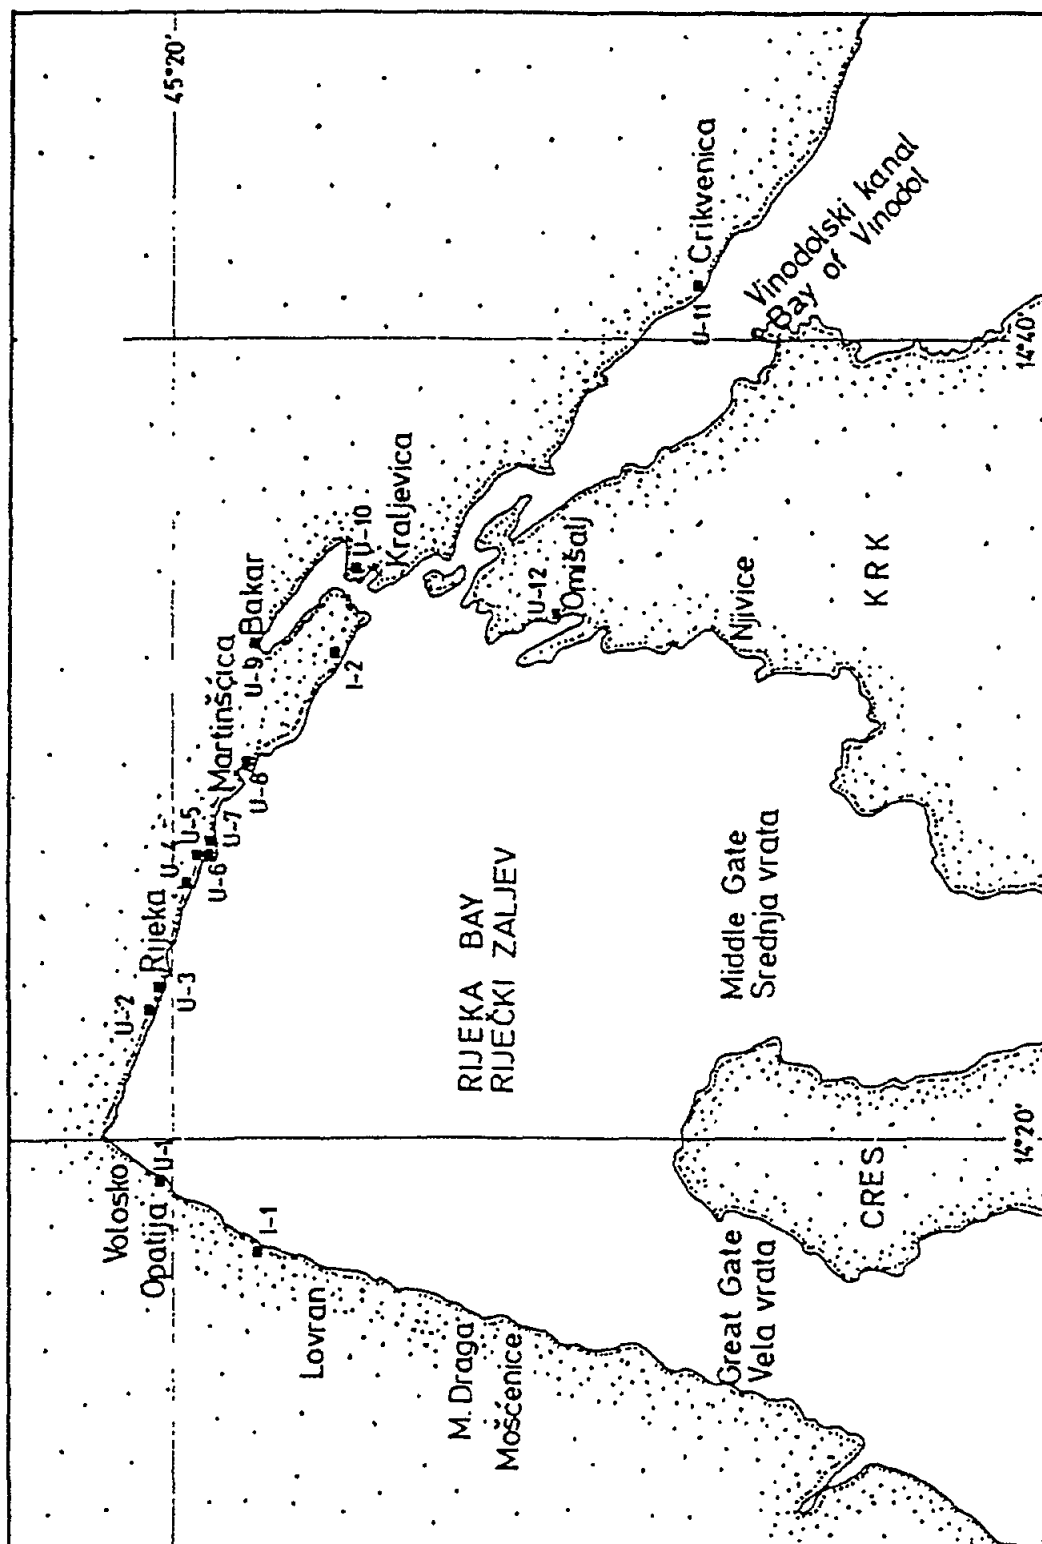 45°20'
Volosko
Opatija
U-1
I-1
Lovran
M. Draga
Mošćenice
U-2
Rijeka
U-3
U-4
U-5
U-6
U-7
Martinšćica
U-8
U-9
Bakar
I-2
U-10
Kraljevica
U-12
Omišalj
Njivice
KRK
U-11
Crikvenica
Vinodolski kanal
Bay of Vinodol
RIJEKA BAY
RIJEČKI ZALJEV
Middle Gate
Srednja vrata
Great Gate
Vela vrata
CRES
14°20'
14°40'